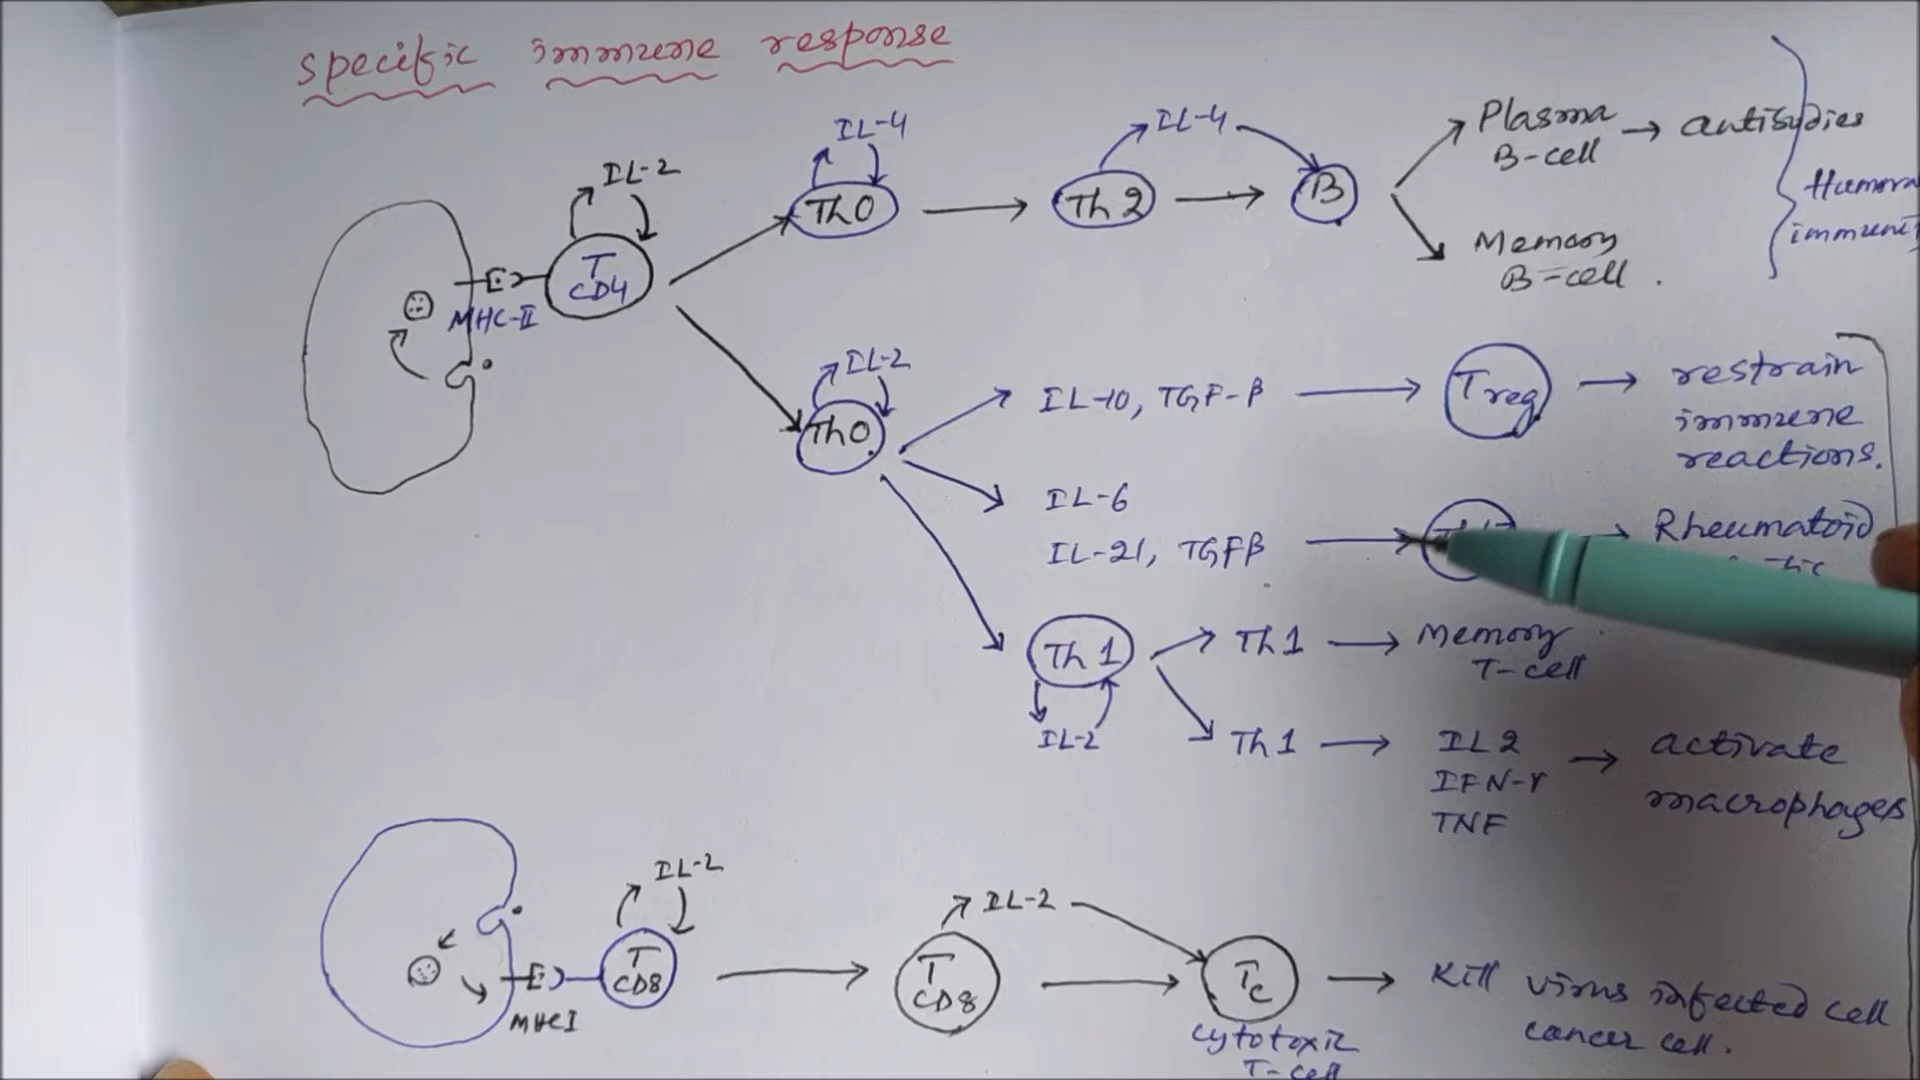 specific immune response
IL-4
IL-4
IL-2
Th0
Th2
B
Plasma
B-cell
antibodies
Memory
B-cell.
T
CD4
MHC-II
IL-2
Th0
IL-10, TGF-β
Treg
restrain
immune
reactions.
IL-6
IL-21, TGFβ
Rheumatoid
Th1
IL-2
Th1
Memory
T-cell
Th1
IL2
IFN-γ
TNF
activate
macrophages
IL-2
T
CD8
MHCI
IL-2
T
CD8
Tc
cytotoxic
T-cell
Kill virus infected cell
cancer cell.